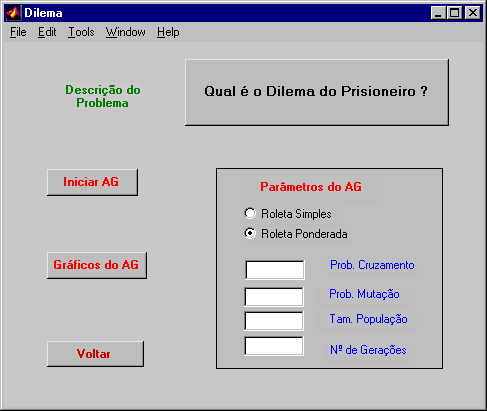 Dilema
File Edit Tools Window Help
Descrição do
Problema
Qual é o Dilema do Prisioneiro ?
Iniciar AG
Parâmetros do AG
Roleta Simples
Roleta Ponderada
Gráficos do AG
Prob. Cruzamento
Prob. Mutação
Tam. População
Voltar
Nº de Gerações